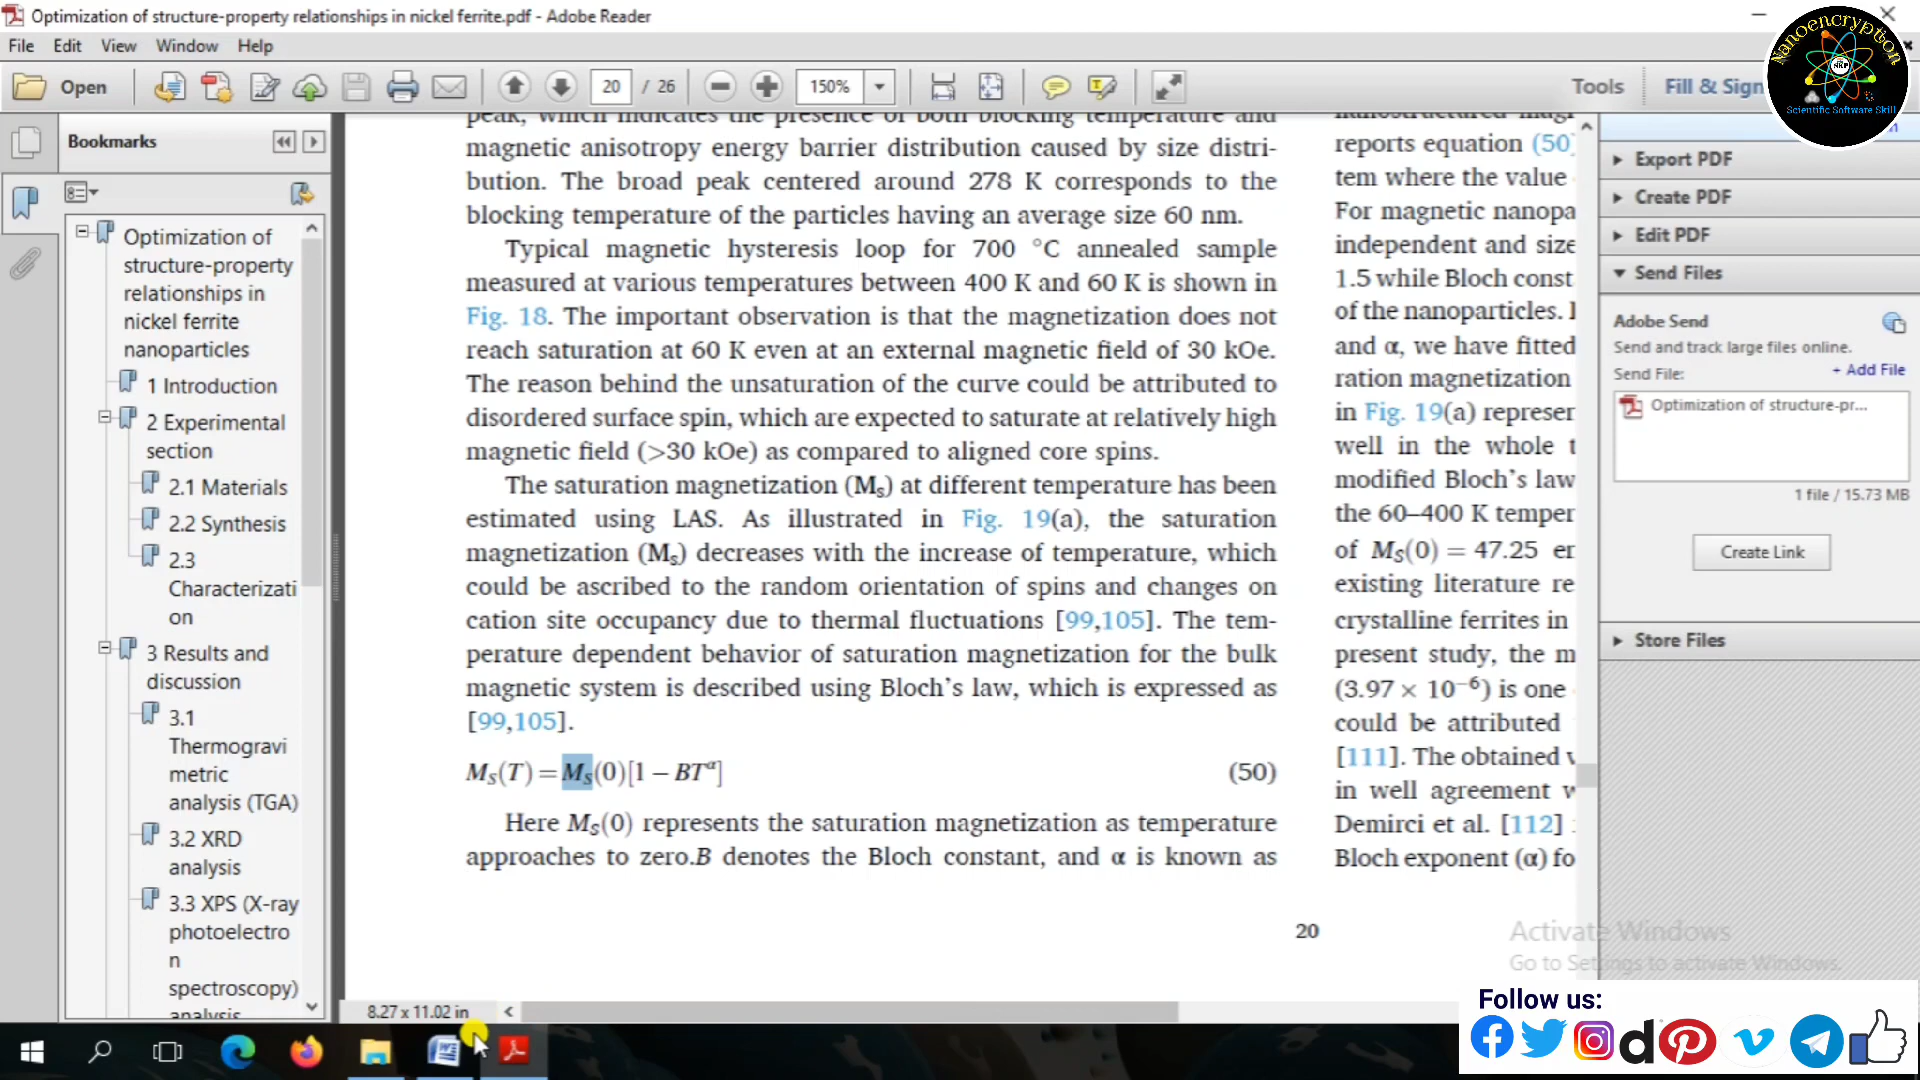 Optimization of structure-property relationships in nickel ferrite.pdf - Adobe Reader
File Edit View Window Help
Open
20 / 26
150%
Tools
Fill & Sign
Nanoencryption
NKP
Scientific Software Skill
Bookmarks
Optimization of
structure-property
relationships in
nickel ferrite
nanoparticles
1 Introduction
2 Experimental
section
2.1 Materials
2.2 Synthesis
2.3
Characterizati
on
3 Results and
discussion
3.1
Thermogravi
metric
analysis (TGA)
3.2 XRD
analysis
3.3 XPS (X-ray
photoelectro
n
spectroscopy)
analysis
peak, which indicates the presence of both blocking temperature and
magnetic anisotropy energy barrier distribution caused by size distri-
bution. The broad peak centered around 278 K corresponds to the
blocking temperature of the particles having an average size 60 nm.
Typical magnetic hysteresis loop for 700 °C annealed sample
measured at various temperatures between 400 K and 60 K is shown in
Fig. 18. The important observation is that the magnetization does not
reach saturation at 60 K even at an external magnetic field of 30 kOe.
The reason behind the unsaturation of the curve could be attributed to
disordered surface spin, which are expected to saturate at relatively high
magnetic field (>30 kOe) as compared to aligned core spins.
The saturation magnetization (Ms) at different temperature has been
estimated using LAS. As illustrated in Fig. 19(a), the saturation
magnetization (Ms) decreases with the increase of temperature, which
could be ascribed to the random orientation of spins and changes on
cation site occupancy due to thermal fluctuations [99,105]. The tem-
perature dependent behavior of saturation magnetization for the bulk
magnetic system is described using Bloch's law, which is expressed as
[99,105].
MS(T) = MS(0)[1 − BTα]
(50)
Here MS(0) represents the saturation magnetization as temperature
approaches to zero.B denotes the Bloch constant, and α is known as
nanostructured magn
reports equation (50)
tem where the value
For magnetic nanopa
independent and size
1.5 while Bloch const
of the nanoparticles. I
and α, we have fitted
ration magnetization
in Fig. 19(a) represer
well in the whole t
modified Bloch's law
the 60–400 K temper
of MS(0) = 47.25 er
existing literature re
crystalline ferrites in
present study, the m
(3.97 × 10−6) is one
could be attributed
[111]. The obtained v
in well agreement w
Demirci et al. [112]
Bloch exponent (α) fo
20
8.27 x 11.02 in
Export PDF
Create PDF
Edit PDF
Send Files
Adobe Send
Send and track large files online.
Send File:
+ Add File
Optimization of structure-pr...
1 file / 15.73 MB
Create Link
Store Files
Activate Windows
Go to Settings to activate Windows.
Follow us: